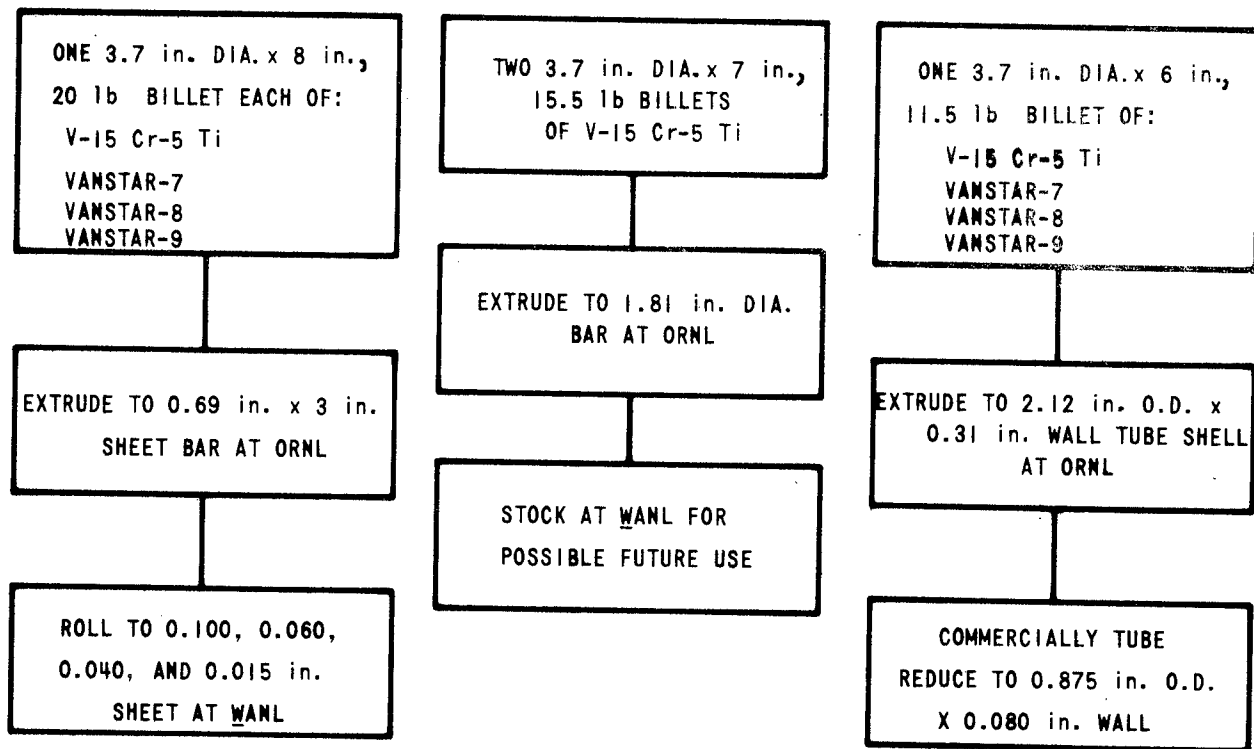 ONE 3.7 in. DIA. x 8 in.,
20 lb BILLET EACH OF:
V-15 Cr-5 Ti
VANSTAR-7
VANSTAR-8
VANSTAR-9
EXTRUDE TO 0.69 in. x 3 in.
SHEET BAR AT ORNL
ROLL TO 0.100, 0.060,
0.040, AND 0.015 in.
SHEET AT WANL
TWO 3.7 in. DIA. x 7 in.,
15.5 lb BILLETS
OF V-15 Cr-5 Ti
EXTRUDE TO 1.81 in. DIA.
BAR AT ORNL
STOCK AT WANL FOR
POSSIBLE FUTURE USE
ONE 3.7 in. DIA. x 6 in.,
11.5 lb BILLET OF:
V-15 Cr-5 Ti
VANSTAR-7
VANSTAR-8
VANSTAR-9
EXTRUDE TO 2.12 in. O.D. x
0.31 in. WALL TUBE SHELL
AT ORNL
COMMERCIALLY TUBE
REDUCE TO 0.875 in. O.D.
X 0.080 in. WALL